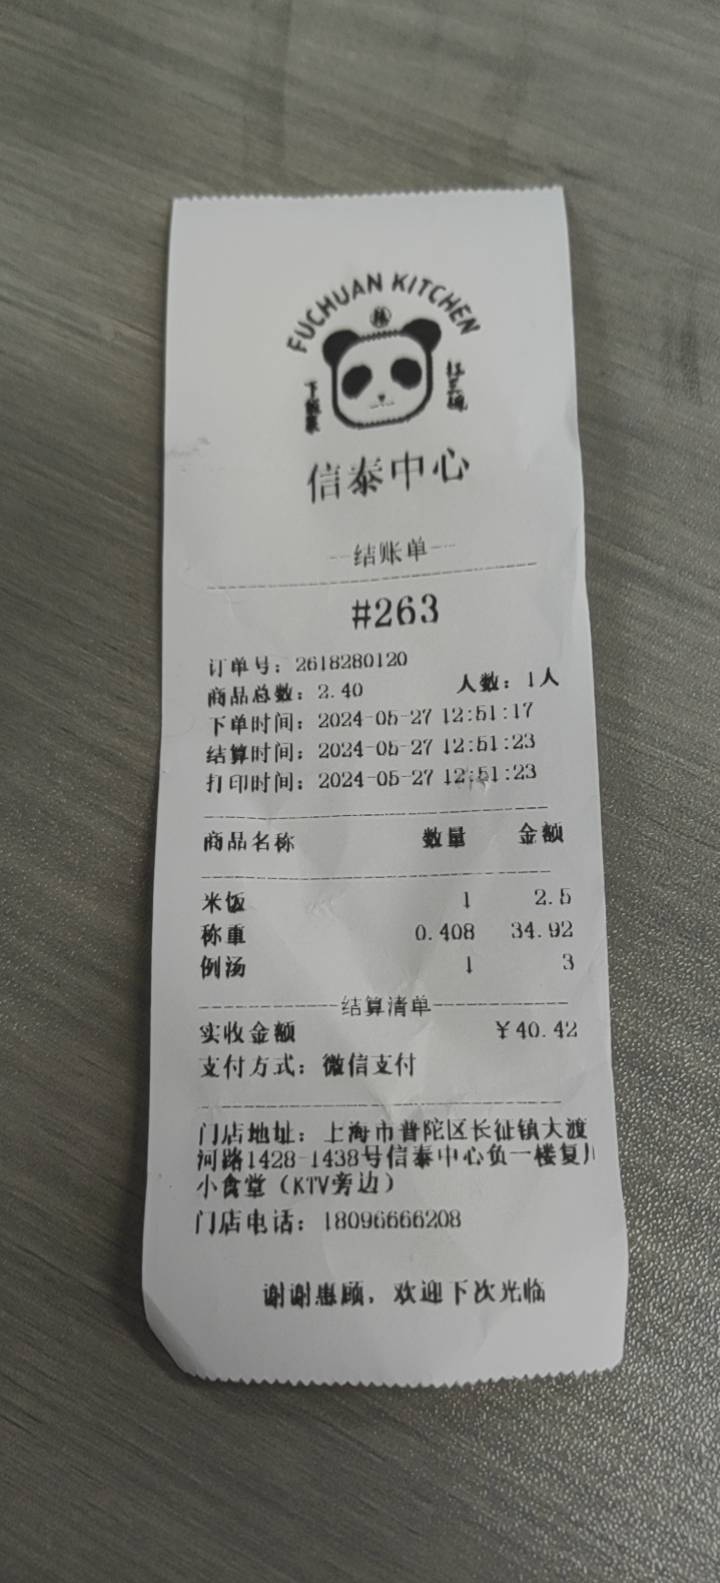 FUCHUAN KITCHEN
信泰中心
--结账单---
#263
订单号：2618280120
商品总数：2.40 人数：1人
下单时间：2024-05-27 12:51:17
结算时间：2024-05-27 12:51:23
打印时间：2024-05-27 12:51:23
商品名称 数量 金额
米饭 1 2.5
称重 0.408 34.92
例汤 1 3
结算清单
实收金额 ￥40.42
支付方式：微信支付
门店地址：上海市普陀区长征镇大渡
河路1428-1438号信泰中心负一楼复川
小食堂（KTV旁边）
门店电话：18096666208
谢谢惠顾，欢迎下次光临